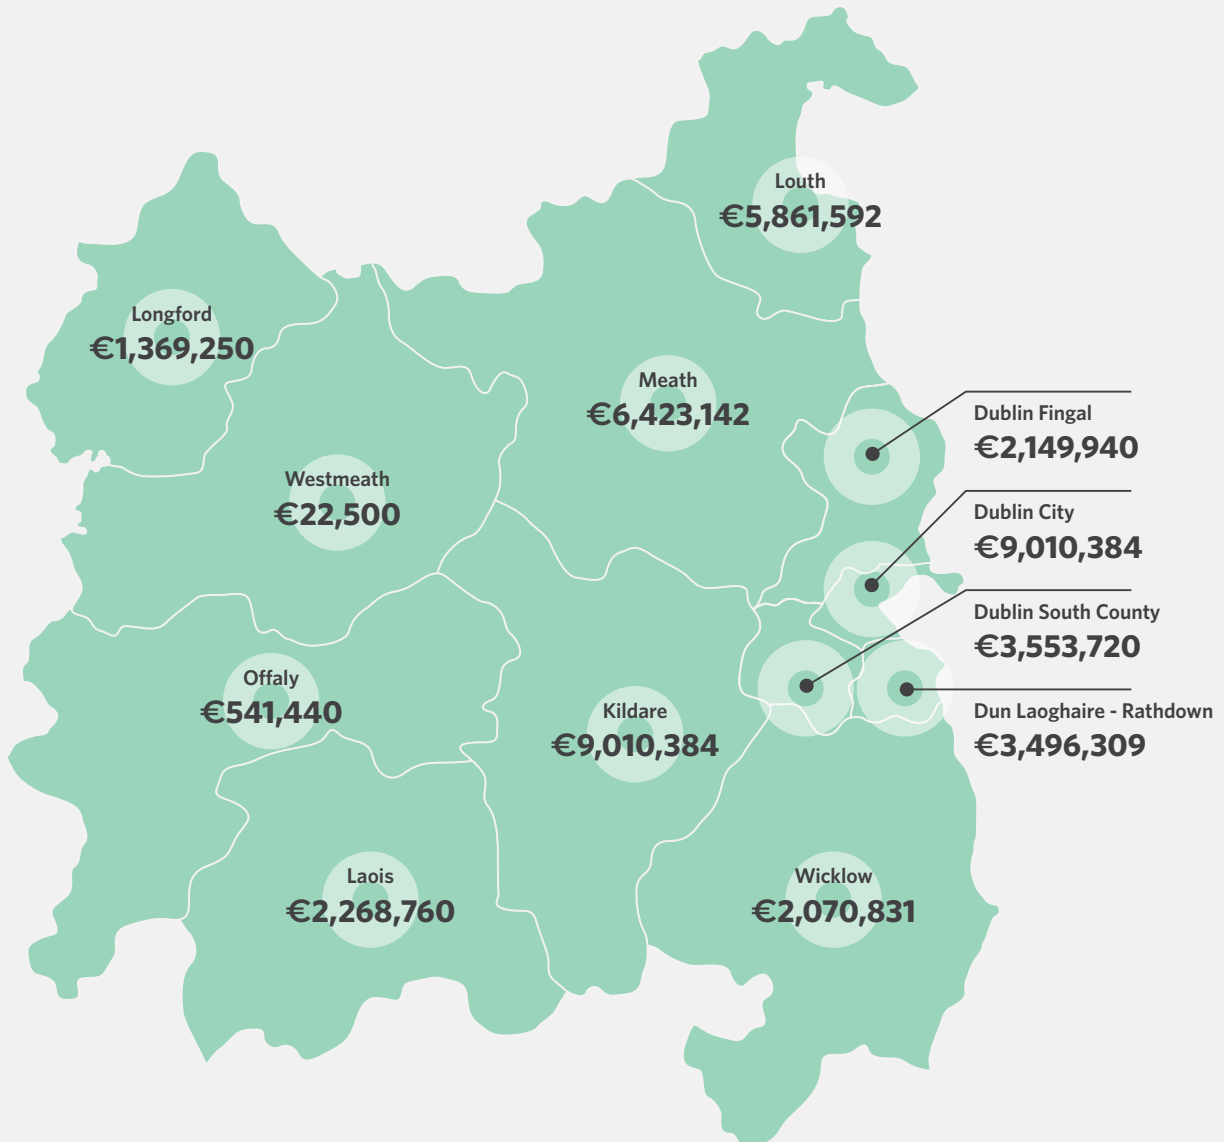 Louth
€5,861,592
Longford
€1,369,250
Meath
€6,423,142
Dublin Fingal
€2,149,940
Westmeath
€22,500
Dublin City
€9,010,384
Dublin South County
€3,553,720
Offaly
€541,440
Kildare
€9,010,384
Dun Laoghaire - Rathdown
€3,496,309
Laois
€2,268,760
Wicklow
€2,070,831